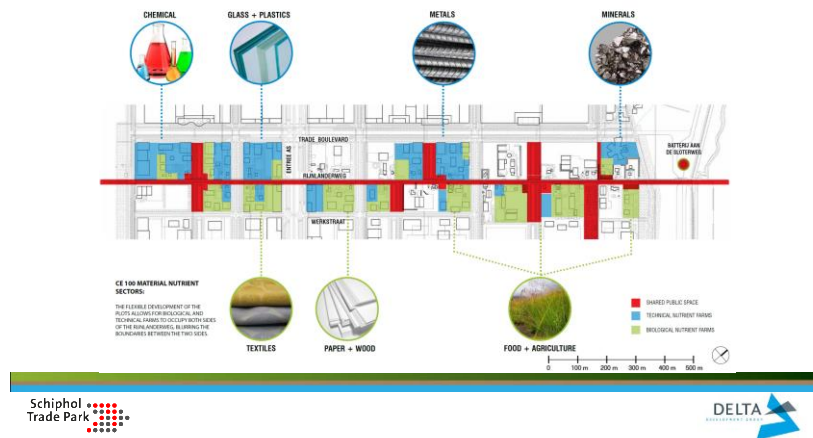 CHEMICAL
GLASS + PLASTICS
METALS
MINERALS
TRADE BOULEVARD
ENTREE AS
RIJNLANDERWEG
WERKSTRAAT
BATTERIJ AAN
DE SLOTERWEG
CE 100 MATERIAL NUTRIENT
SECTORS:
THE FLEXIBLE DEVELOPMENT OF THE
PLOTS ALLOWS FOR BIOLOGICAL AND
TECHNICAL FARMS TO OCCUPY BOTH SIDES
OF THE RIJNLANDERWEG, BLURRING THE
BOUNDARIES BETWEEN THE TWO SIDES.
TEXTILES
PAPER + WOOD
FOOD + AGRICULTURE
SHARED PUBLIC SPACE
TECHNICAL NUTRIENT FARMS
BIOLOGICAL NUTRIENT FARMS
0 100 m 200 m 300 m 400 m 500 m
Schiphol
Trade Park
DELTA
DEVELOPMENT GROUP